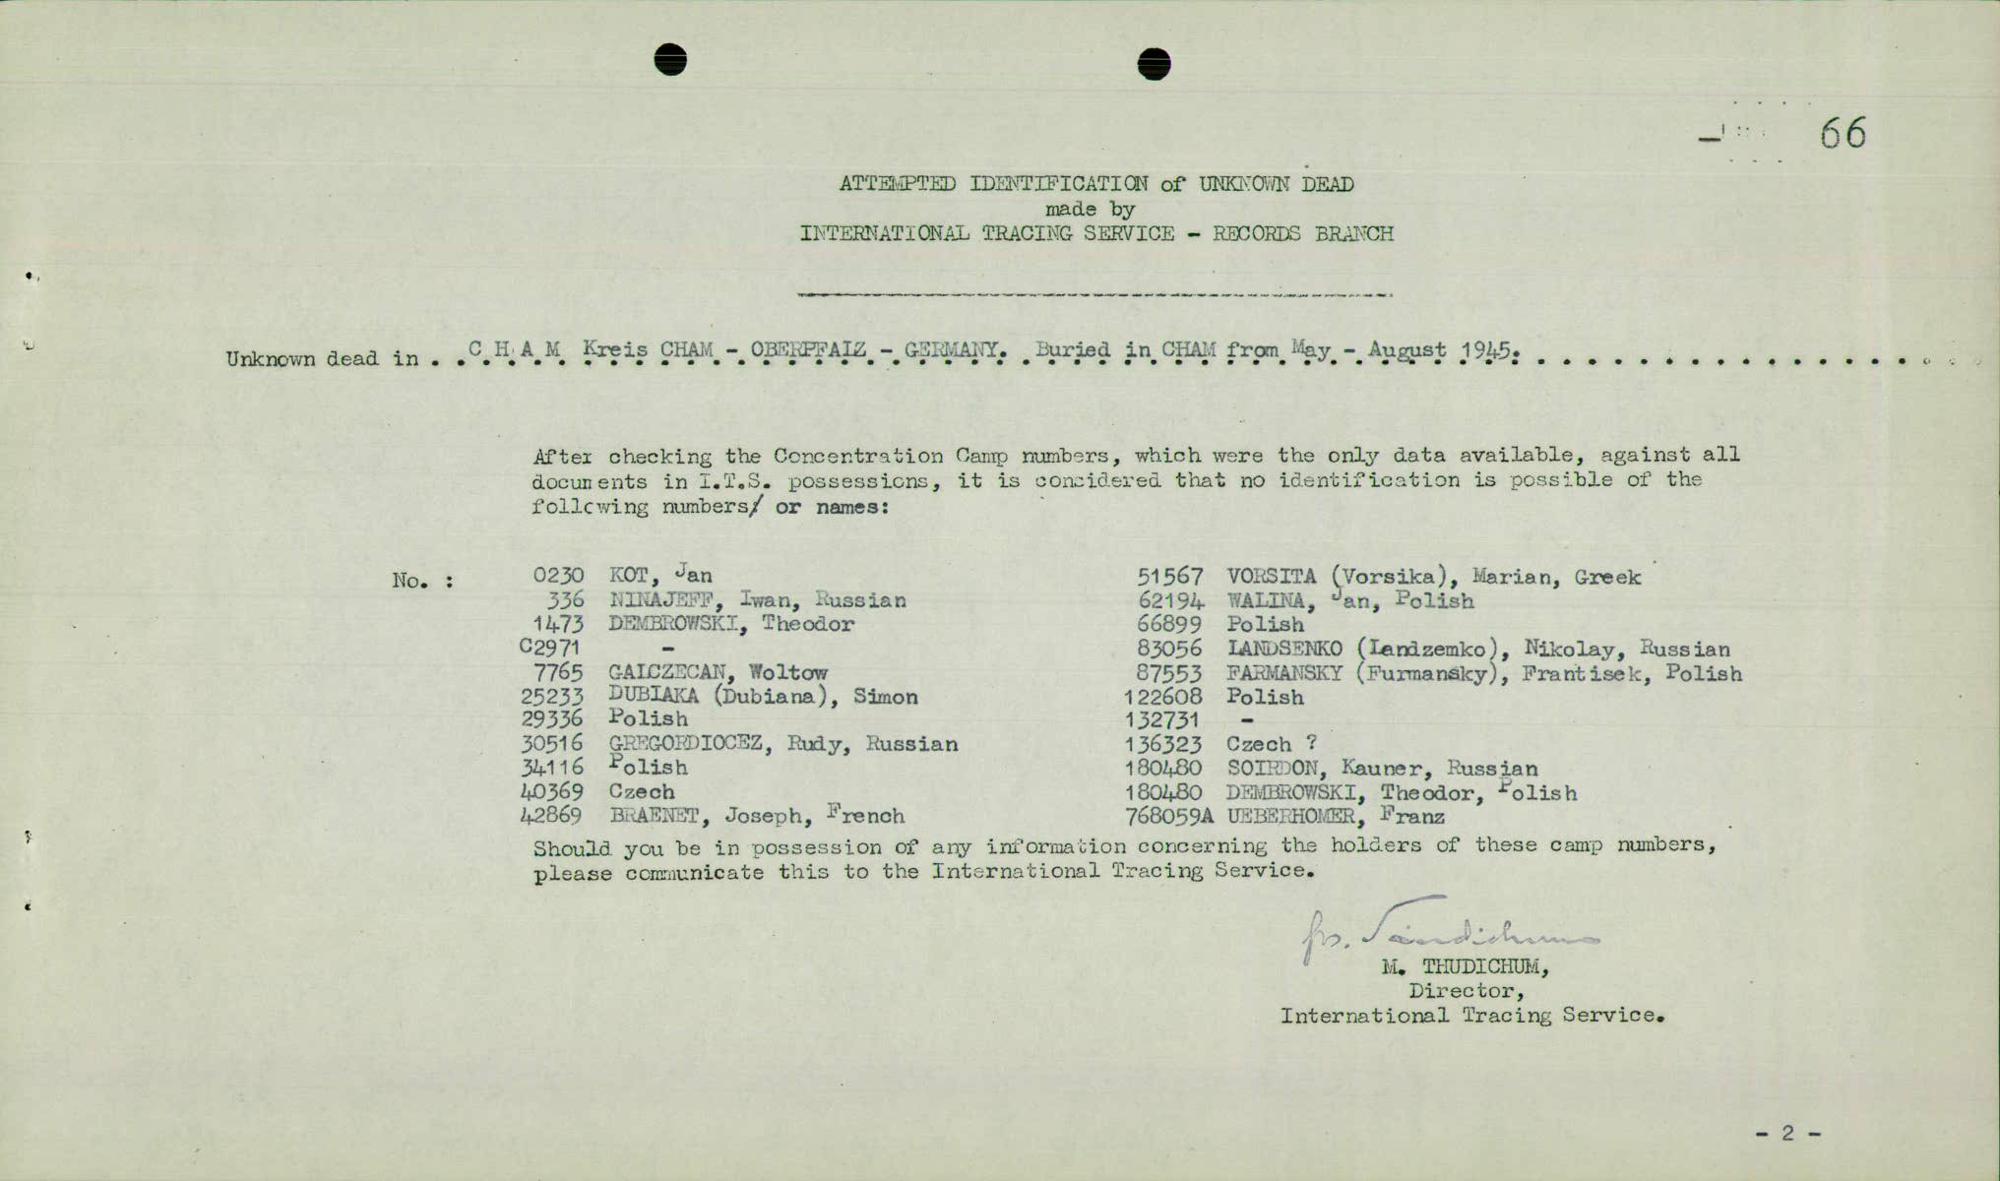 66
ATTEMPTED IDENTIFICATION of UNKNOWN DEAD
made by
INTERNATIONAL TRACING SERVICE - RECORDS BRANCH
Unknown dead in . . C.H.A.M. Kreis CHAM - OBERPFALZ - GERMANY. Buried in CHAM from May - August 1945.
After checking the Concentration Camp numbers, which were the only data available, against all
documents in I.T.S. possessions, it is considered that no identification is possible of the
following numbers/ or names:
No. :
0230 KOT, Jan
336 NINAJEFF, Iwan, Russian
1473 DEMBROWSKI, Theodor
C2971 -
7765 GALCZECAN, Woltow
25233 DUBIAKA (Dubiana), Simon
29336 Polish
30516 GREGORDIOCEZ, Rudy, Russian
34116 Polish
40369 Czech
42869 BRAENET, Joseph, French
51567 VORSITA (Vorsika), Marian, Greek
62194 WALINA, Jan, Polish
66899 Polish
83056 LANDSENKO (Landzemko), Nikolay, Russian
87553 FARMANSKY (Furmansky), Frantisek, Polish
122608 Polish
132731 -
136323 Czech ?
180480 SOIRDON, Kauner, Russian
180480 DEMBROWSKI, Theodor, Polish
768059A UEBERHOMER, Franz
Should you be in possession of any information concerning the holders of these camp numbers,
please communicate this to the International Tracing Service.
M. THUDICHUM,
Director,
International Tracing Service.
- 2 -